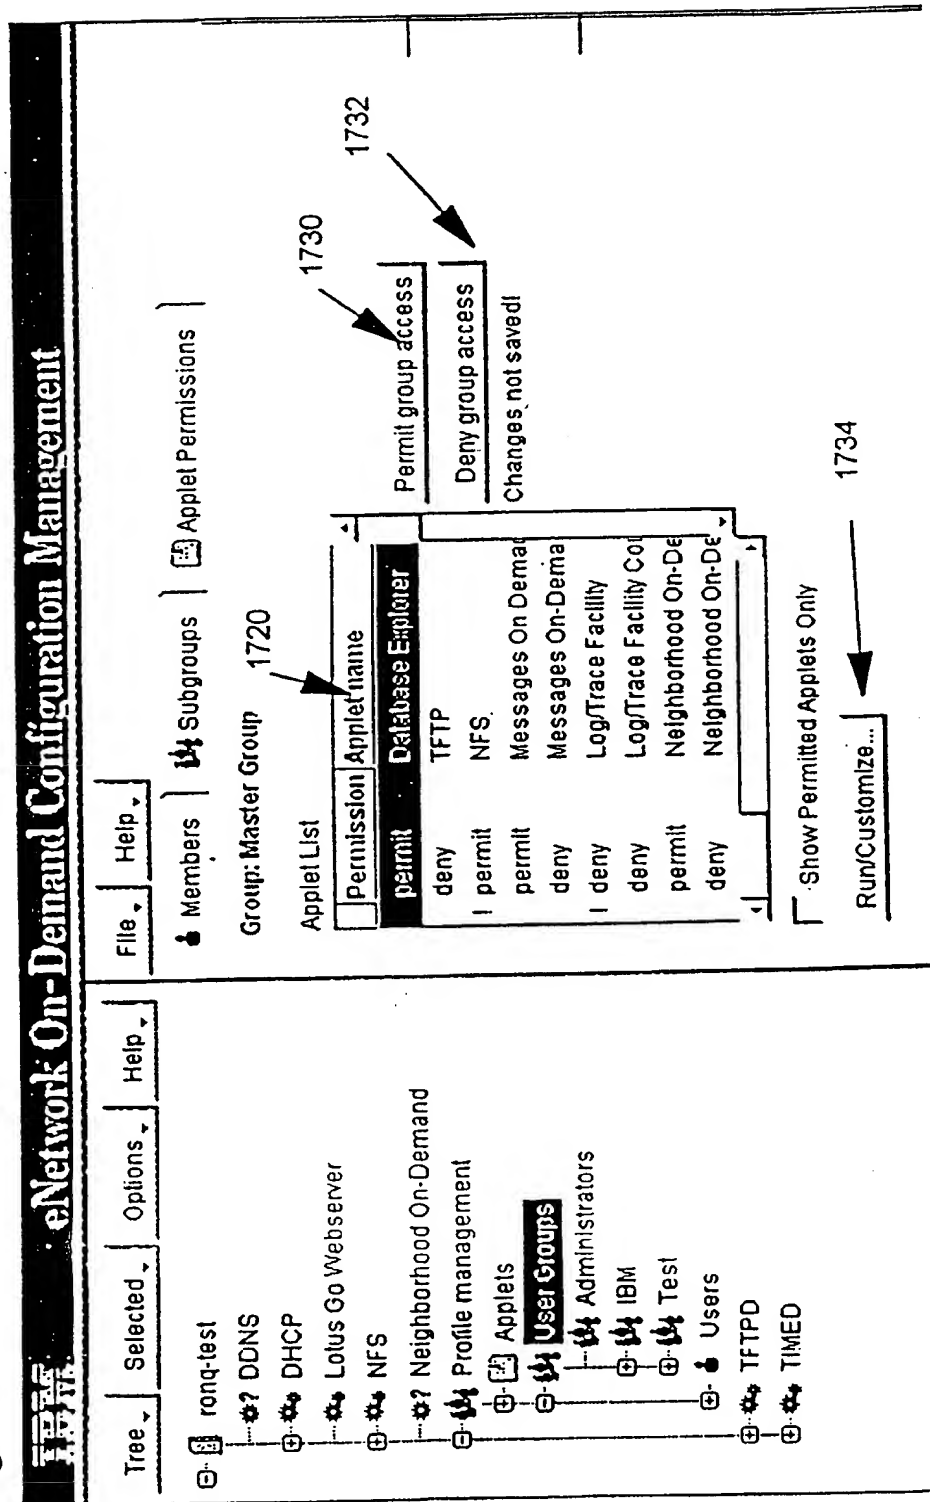 IBM eNetwork On-Demand Configuration Management
Tree Selected Options Help
ronq-test
? DDNS
DHCP
Lotus Go Webserver
NFS
? Neighborhood On-Demand
Profile management
Applets
User Groups
Administrators
IBM
Test
Users
TFTPD
TIMED
File Help
Members Subgroups Applet Permissions
Group: Master Group
1720
Applet List
Permission Applet name
permit Database Explorer
deny TFTP
! permit NFS
permit Messages On Deman
deny Messages On-Dema
! deny Log/Trace Facility
deny Log/Trace Facility Cou
permit Neighborhood On-De
deny Neighborhood On-De
1730
1732
Permit group access
Deny group access
Changes not saved!
Show Permitted Applets Only
Run/Customize...
1734